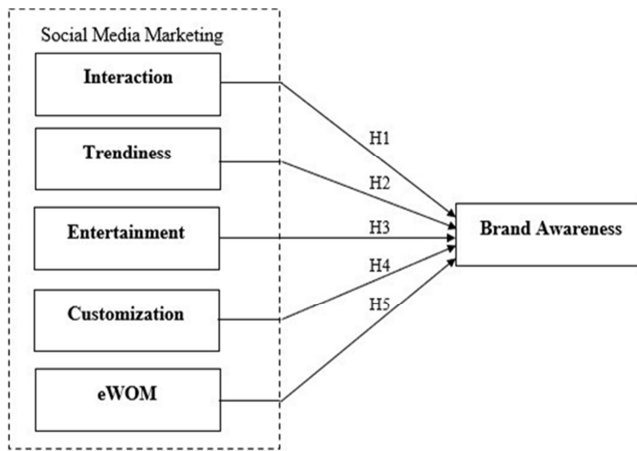 Social Media Marketing
Interaction
Trendiness
Entertainment
Customization
eWOM
H1
H2
H3
H4
H5
Brand Awareness